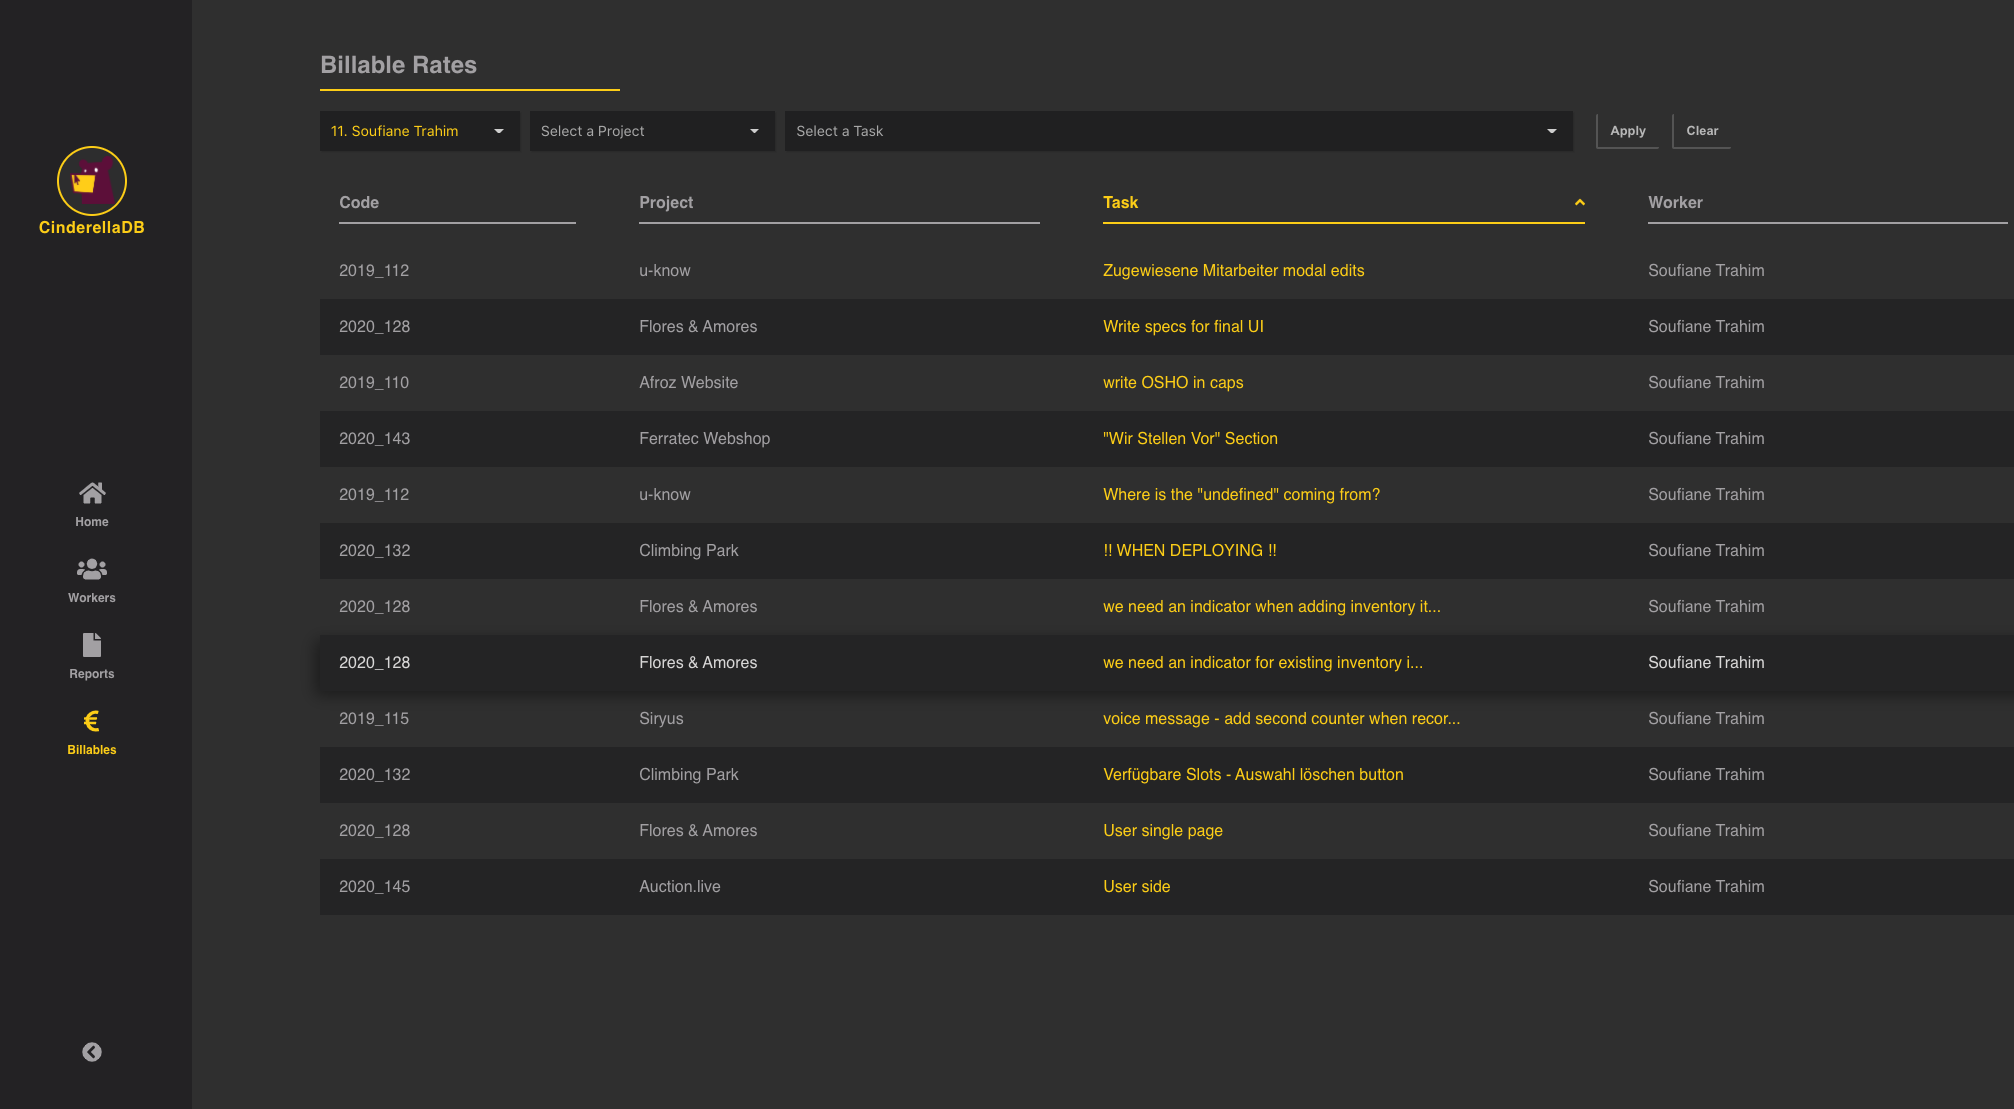 Billable Rates
11. Soufiane Trahim Select a Project Select a Task Apply Clear
CinderellaDB
Code Project Task Worker
2019_112 u-know Zugewiesene Mitarbeiter modal edits Soufiane Trahim
2020_128 Flores & Amores Write specs for final UI Soufiane Trahim
2019_110 Afroz Website write OSHO in caps Soufiane Trahim
2020_143 Ferratec Webshop "Wir Stellen Vor" Section Soufiane Trahim
2019_112 u-know Where is the "undefined" coming from? Soufiane Trahim
2020_132 Climbing Park !! WHEN DEPLOYING !! Soufiane Trahim
2020_128 Flores & Amores we need an indicator when adding inventory it... Soufiane Trahim
2020_128 Flores & Amores we need an indicator for existing inventory i... Soufiane Trahim
2019_115 Siryus voice message - add second counter when recor... Soufiane Trahim
2020_132 Climbing Park Verfügbare Slots - Auswahl löschen button Soufiane Trahim
2020_128 Flores & Amores User single page Soufiane Trahim
2020_145 Auction.live User side Soufiane Trahim
Home
Workers
Reports
€
Billables